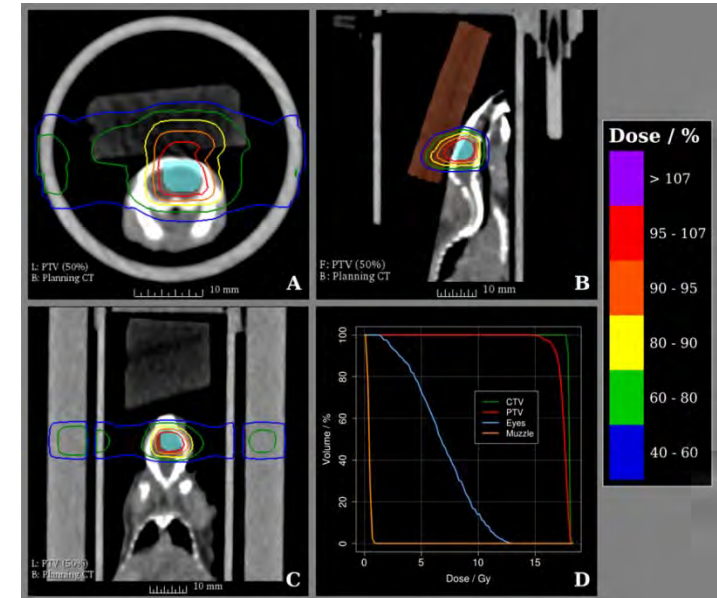 L: PTV (50%)
B: Planning CT
10 mm
A
F: PTV (50%)
B: Planning CT
10 mm
B
Dose / %
> 107
95 - 107
90 - 95
80 - 90
60 - 80
40 - 60
L: PTV (50%)
B: Planning CT
10 mm
C
Volume / %
100
80
60
40
20
0
CTV
PTV
Eyes
Muzzle
0
5
10
15
Dose / Gy
D